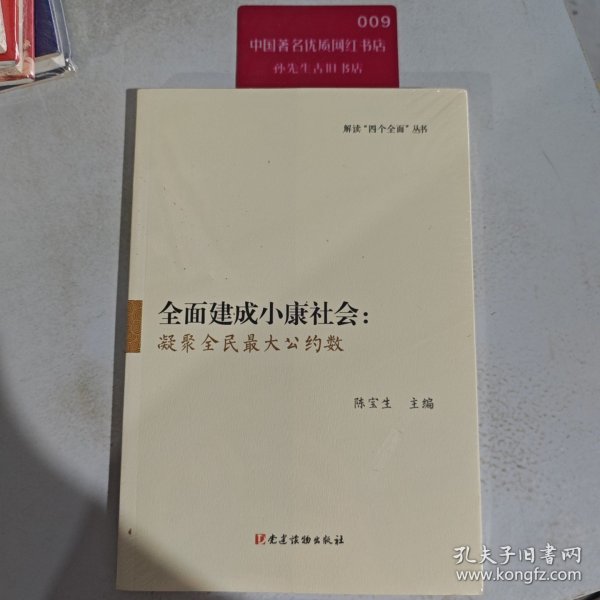 009
中国著名优质网红书店
孙先生古旧书店
解读“四个全面”丛书
全面建成小康社会：
凝聚全民最大公约数
陈宝生 主编
党建读物出版社
孔夫子旧书网
www.kongfz.com